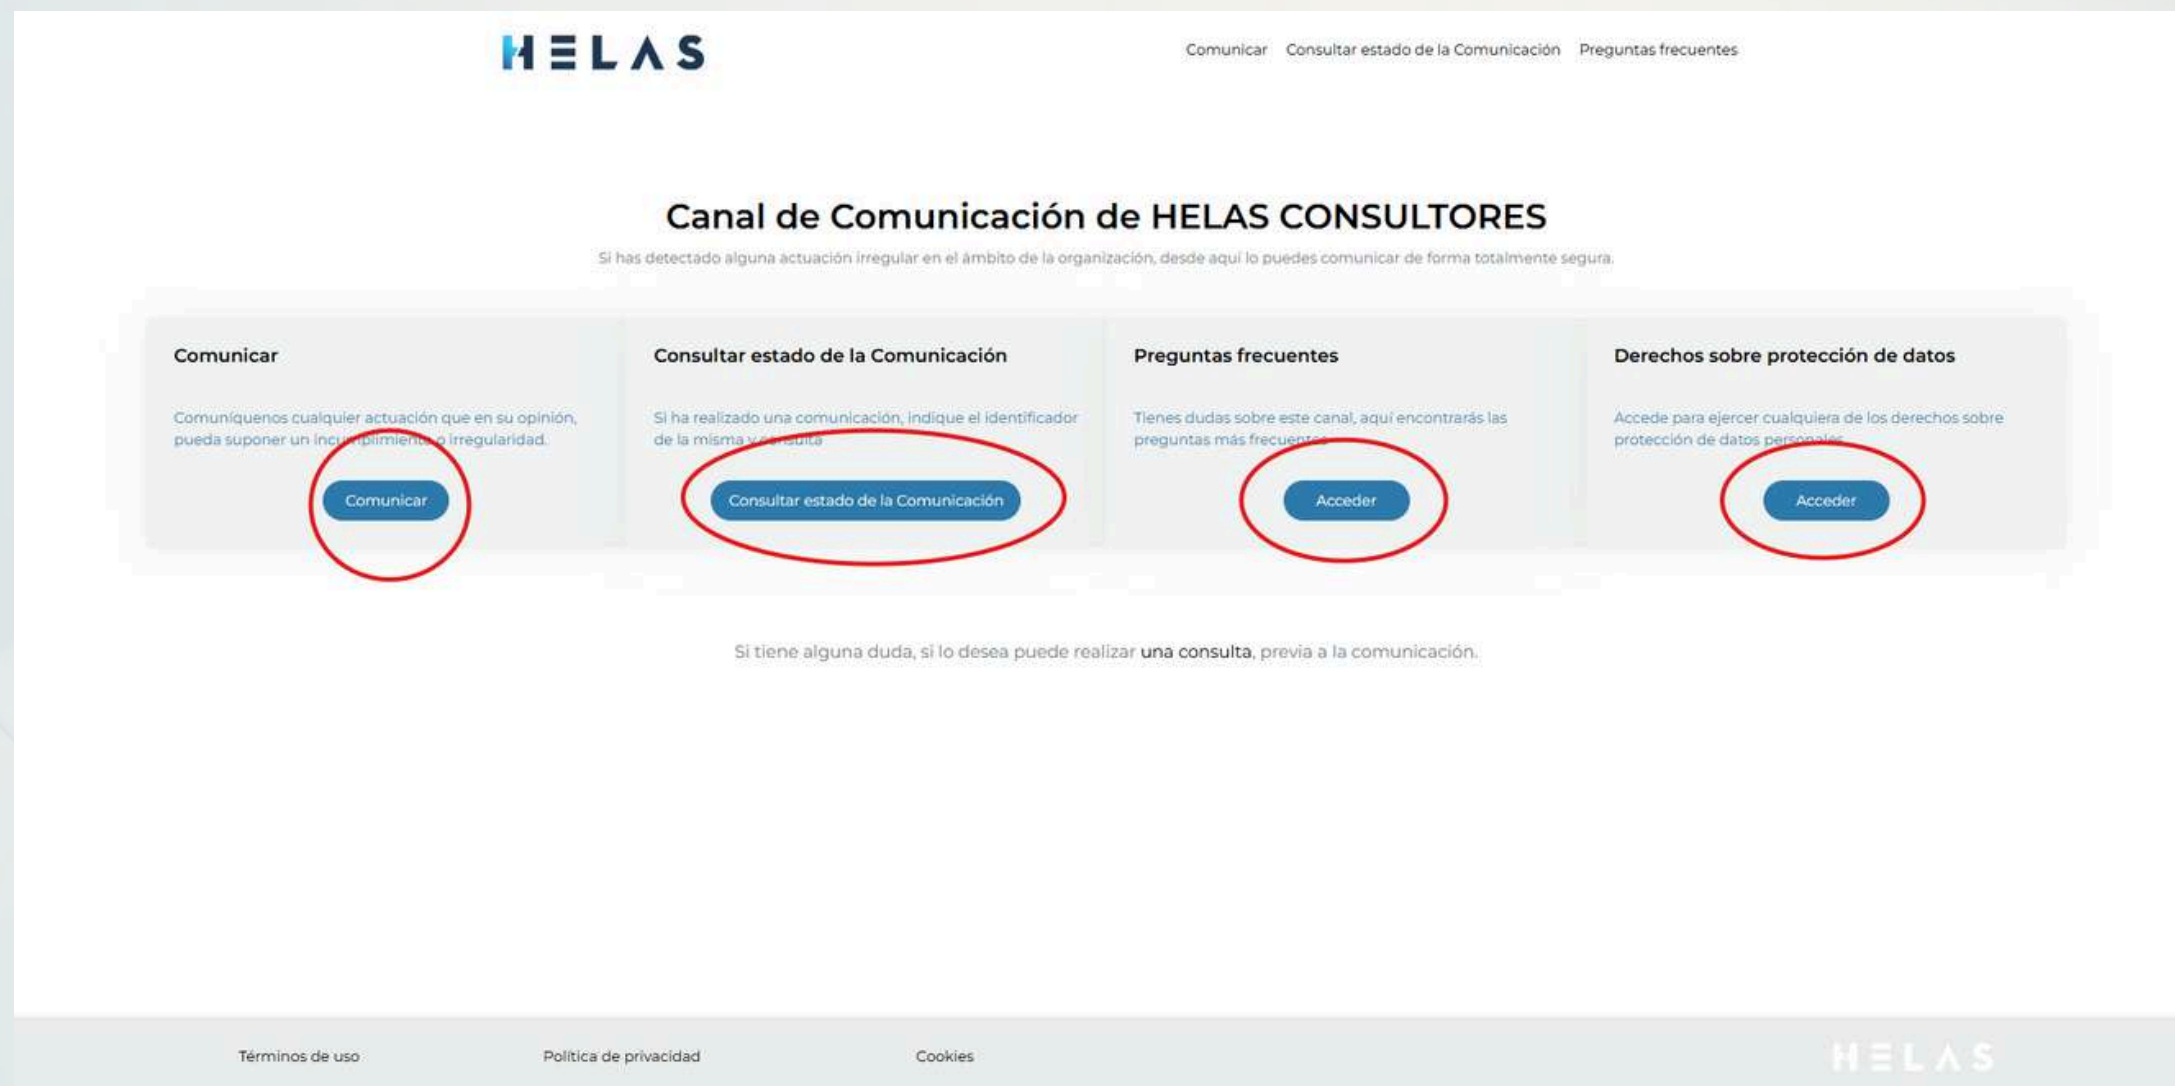 HELAS
Comunicar Consultar estado de la Comunicación Preguntas frecuentes
Canal de Comunicación de HELAS CONSULTORES
Si has detectado alguna actuación irregular en el ámbito de la organización, desde aquí lo puedes comunicar de forma totalmente segura.
Comunicar
Comuníquenos cualquier actuación que en su opinión,
pueda suponer un incumplimiento o irregularidad.
Comunicar
Consultar estado de la Comunicación
Si ha realizado una comunicación, indique el identificador
de la misma y consulta
Consultar estado de la Comunicación
Preguntas frecuentes
Tienes dudas sobre este canal, aquí encontrarás las
preguntas más frecuentes
Acceder
Derechos sobre protección de datos
Accede para ejercer cualquiera de los derechos sobre
protección de datos personales
Acceder
Si tiene alguna duda, si lo desea puede realizar una consulta, previa a la comunicación.
Términos de uso Política de privacidad Cookies
HELAS